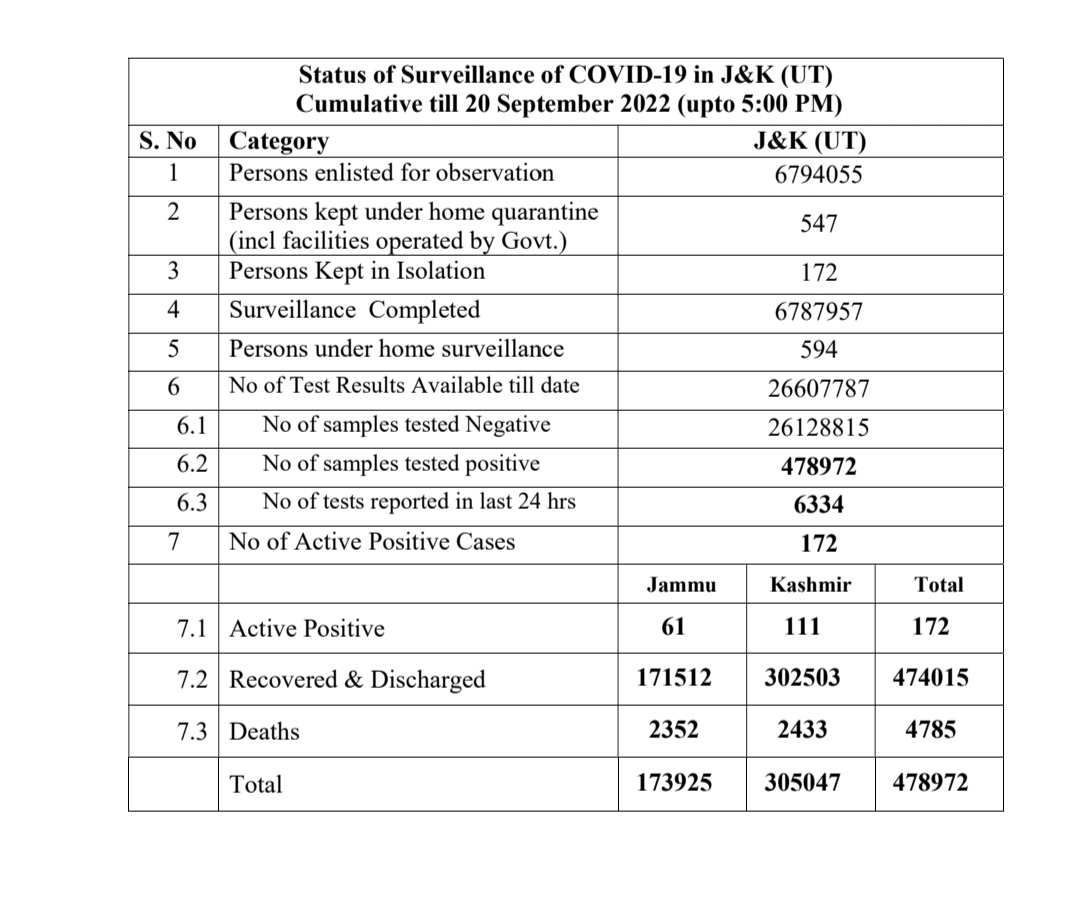 Status of Surveillance of COVID-19 in J&K (UT)
Cumulative till 20 September 2022 (upto 5:00 PM)
S. No Category J&K (UT)
1 Persons enlisted for observation 6794055
2 Persons kept under home quarantine
(incl facilities operated by Govt.) 547
3 Persons Kept in Isolation 172
4 Surveillance Completed 6787957
5 Persons under home surveillance 594
6 No of Test Results Available till date 26607787
6.1 No of samples tested Negative 26128815
6.2 No of samples tested positive 478972
6.3 No of tests reported in last 24 hrs 6334
7 No of Active Positive Cases 172
Jammu Kashmir Total
7.1 Active Positive 61 111 172
7.2 Recovered & Discharged 171512 302503 474015
7.3 Deaths 2352 2433 4785
Total 173925 305047 478972